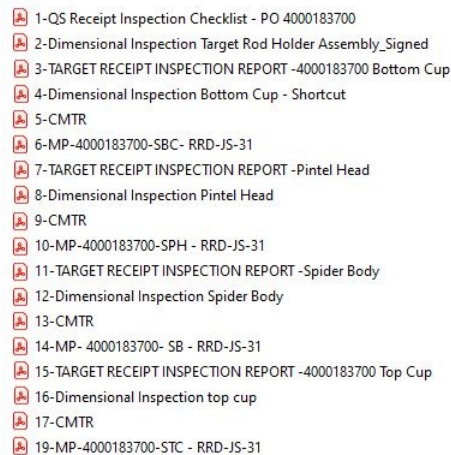 1-QS Receipt Inspection Checklist - PO 4000183700
2-Dimensional Inspection Target Rod Holder Assembly_Signed
3-TARGET RECEIPT INSPECTION REPORT -4000183700 Bottom Cup
4-Dimensional Inspection Bottom Cup - Shortcut
5-CMTR
6-MP-4000183700-SBC- RRD-JS-31
7-TARGET RECEIPT INSPECTION REPORT -Pintel Head
8-Dimensional Inspection Pintel Head
9-CMTR
10-MP-4000183700-SPH - RRD-JS-31
11-TARGET RECEIPT INSPECTION REPORT -Spider Body
12-Dimensional Inspection Spider Body
13-CMTR
14-MP- 4000183700- SB - RRD-JS-31
15-TARGET RECEIPT INSPECTION REPORT -4000183700 Top Cup
16-Dimensional Inspection top cup
17-CMTR
19-MP-4000183700-STC - RRD-JS-31